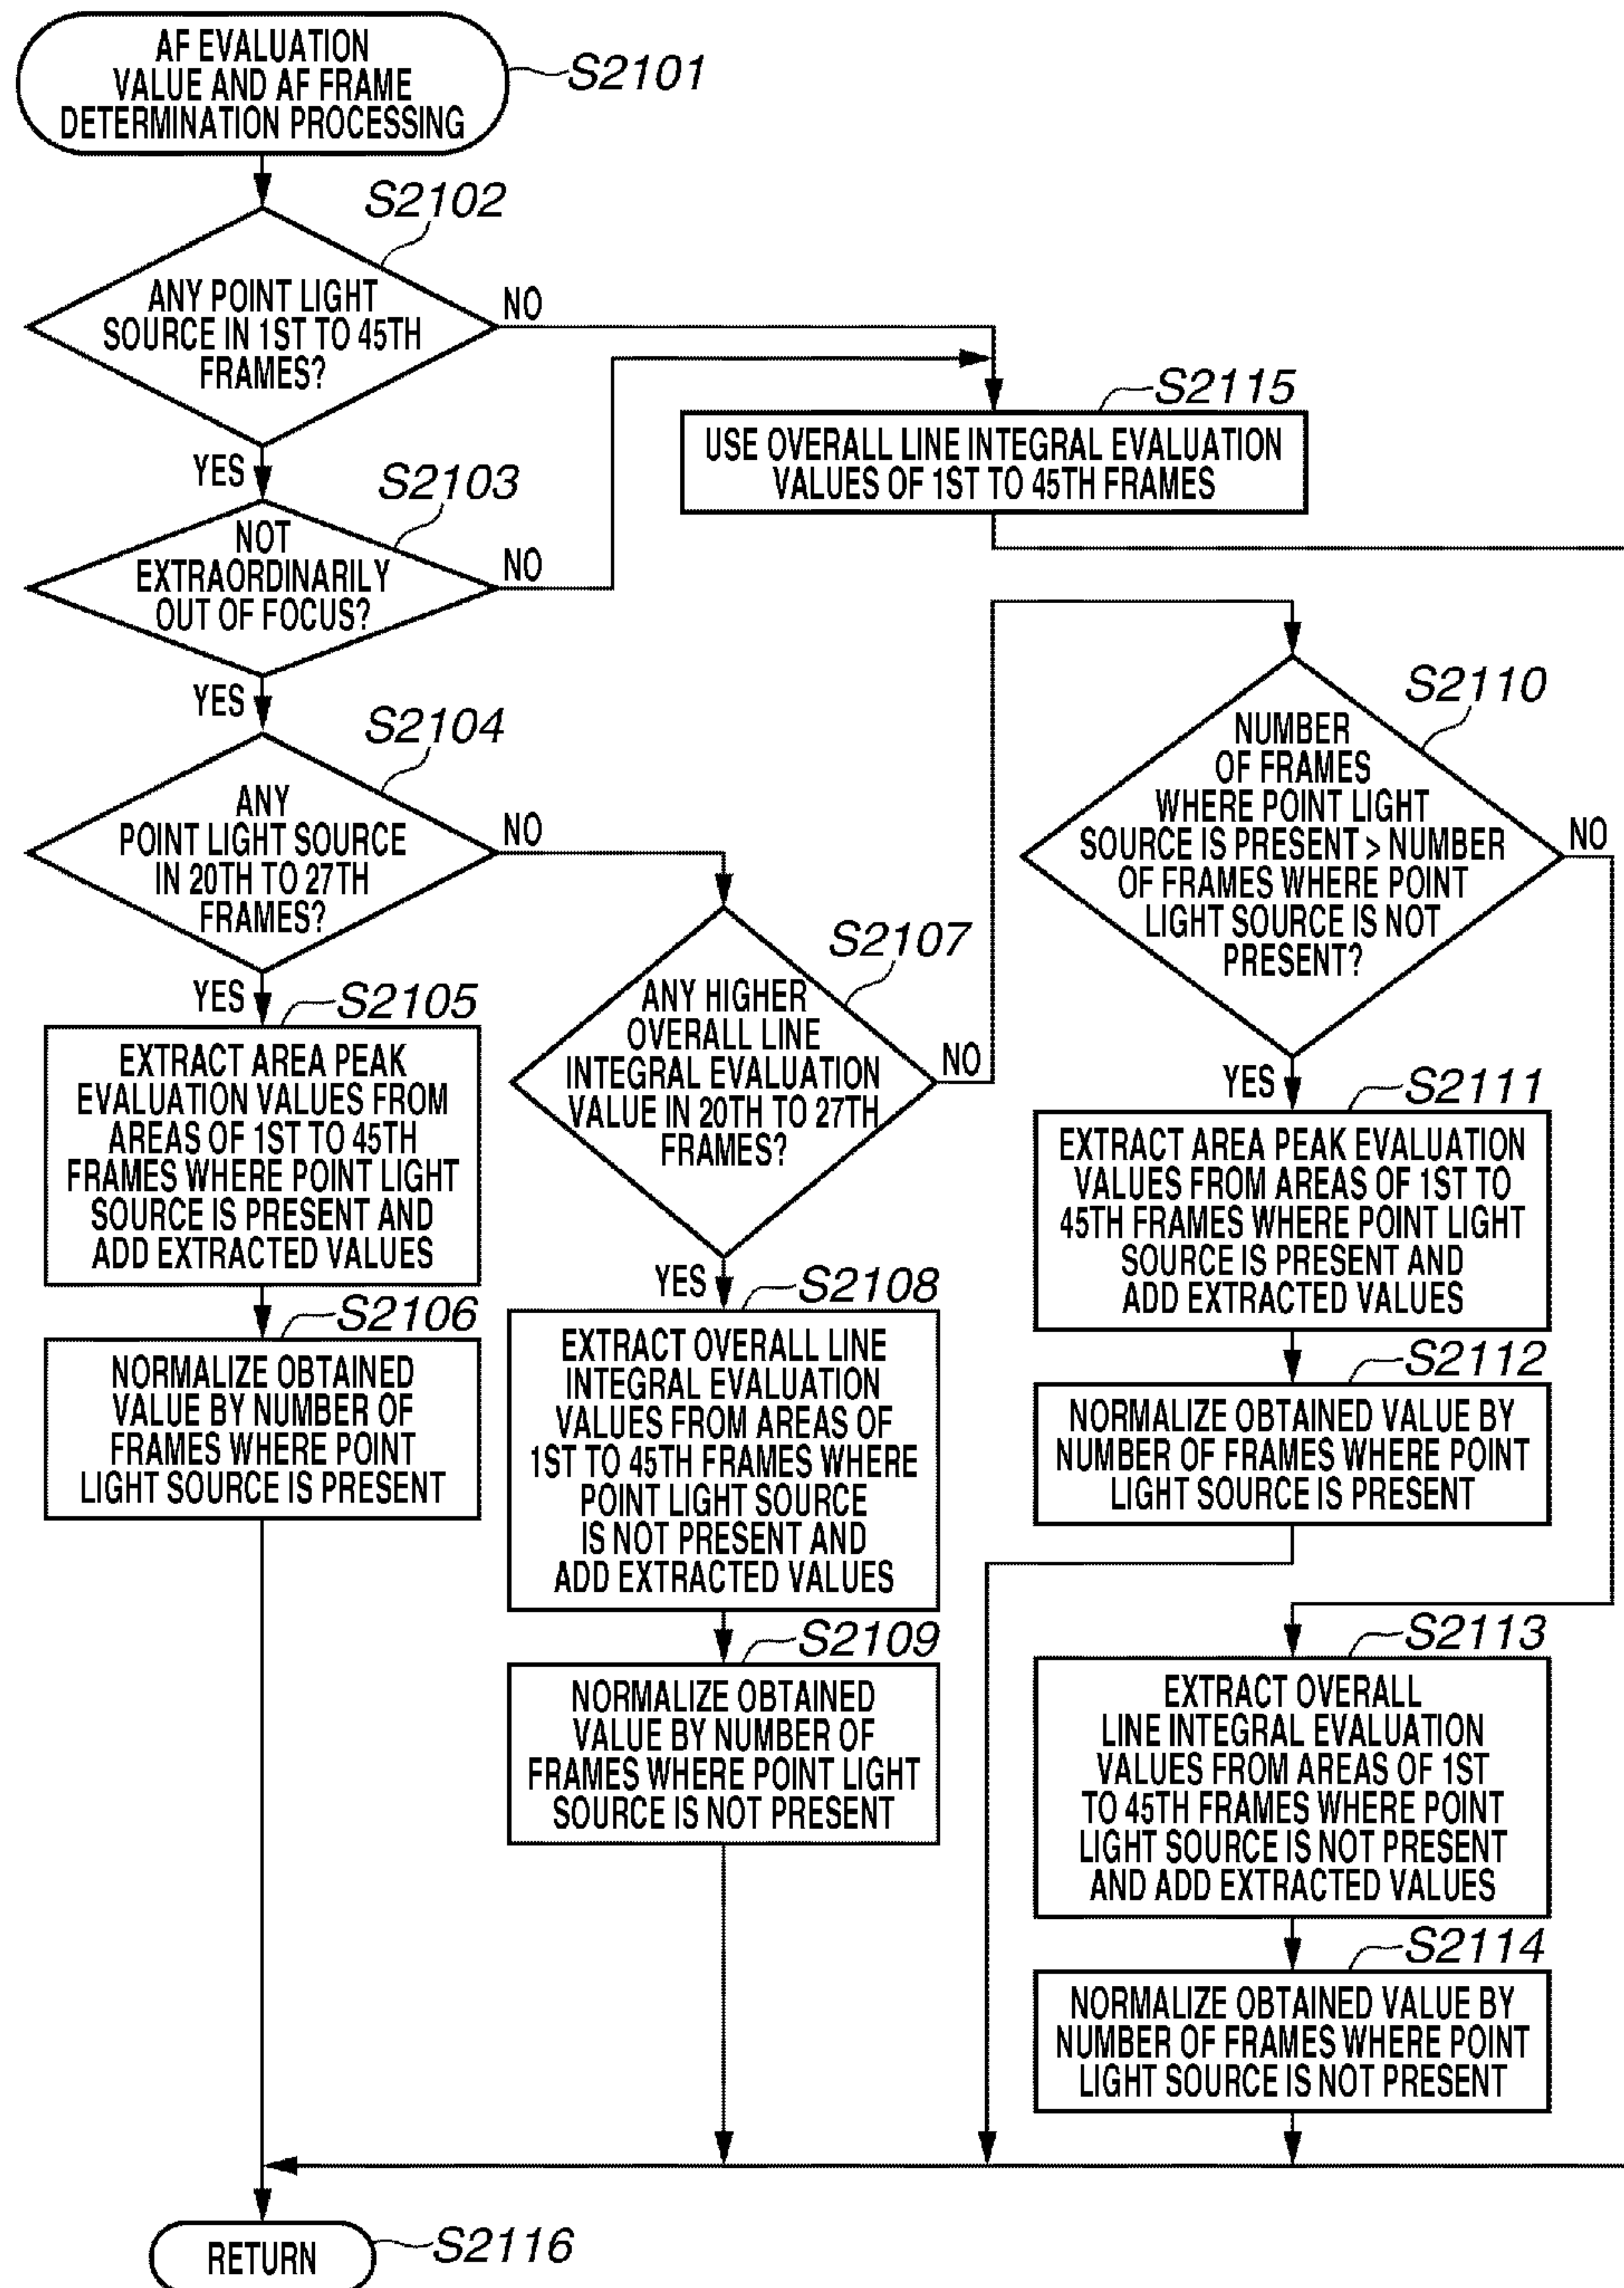 AF EVALUATION
VALUE AND AF FRAME
DETERMINATION PROCESSING
S2101
S2102
ANY POINT LIGHT
SOURCE IN 1ST TO 45TH
FRAMES?
NO
YES
S2103
NOT
EXTRAORDINARILY
OUT OF FOCUS?
NO
YES
S2115
USE OVERALL LINE INTEGRAL EVALUATION
VALUES OF 1ST TO 45TH FRAMES
S2104
ANY
POINT LIGHT SOURCE
IN 20TH TO 27TH
FRAMES?
NO
YES
S2105
EXTRACT AREA PEAK
EVALUATION VALUES FROM
AREAS OF 1ST TO 45TH
FRAMES WHERE POINT LIGHT
SOURCE IS PRESENT AND
ADD EXTRACTED VALUES
S2106
NORMALIZE OBTAINED
VALUE BY NUMBER OF
FRAMES WHERE POINT
LIGHT SOURCE IS PRESENT
S2107
ANY HIGHER
OVERALL LINE
INTEGRAL EVALUATION
VALUE IN 20TH TO 27TH
FRAMES?
NO
YES
S2108
EXTRACT OVERALL LINE
INTEGRAL EVALUATION
VALUES FROM AREAS OF
1ST TO 45TH FRAMES WHERE
POINT LIGHT SOURCE
IS NOT PRESENT AND
ADD EXTRACTED VALUES
S2109
NORMALIZE OBTAINED
VALUE BY NUMBER OF
FRAMES WHERE POINT LIGHT
SOURCE IS NOT PRESENT
S2110
NUMBER
OF FRAMES
WHERE POINT LIGHT
SOURCE IS PRESENT > NUMBER
OF FRAMES WHERE POINT
LIGHT SOURCE IS NOT
PRESENT?
NO
YES
S2111
EXTRACT AREA PEAK EVALUATION
VALUES FROM AREAS OF 1ST TO
45TH FRAMES WHERE POINT LIGHT
SOURCE IS PRESENT AND
ADD EXTRACTED VALUES
S2112
NORMALIZE OBTAINED VALUE BY
NUMBER OF FRAMES WHERE POINT
LIGHT SOURCE IS PRESENT
S2113
EXTRACT OVERALL
LINE INTEGRAL EVALUATION
VALUES FROM AREAS OF 1ST
TO 45TH FRAMES WHERE POINT
LIGHT SOURCE IS NOT PRESENT
AND ADD EXTRACTED VALUES
S2114
NORMALIZE OBTAINED VALUE BY
NUMBER OF FRAMES WHERE POINT
LIGHT SOURCE IS NOT PRESENT
RETURN
S2116